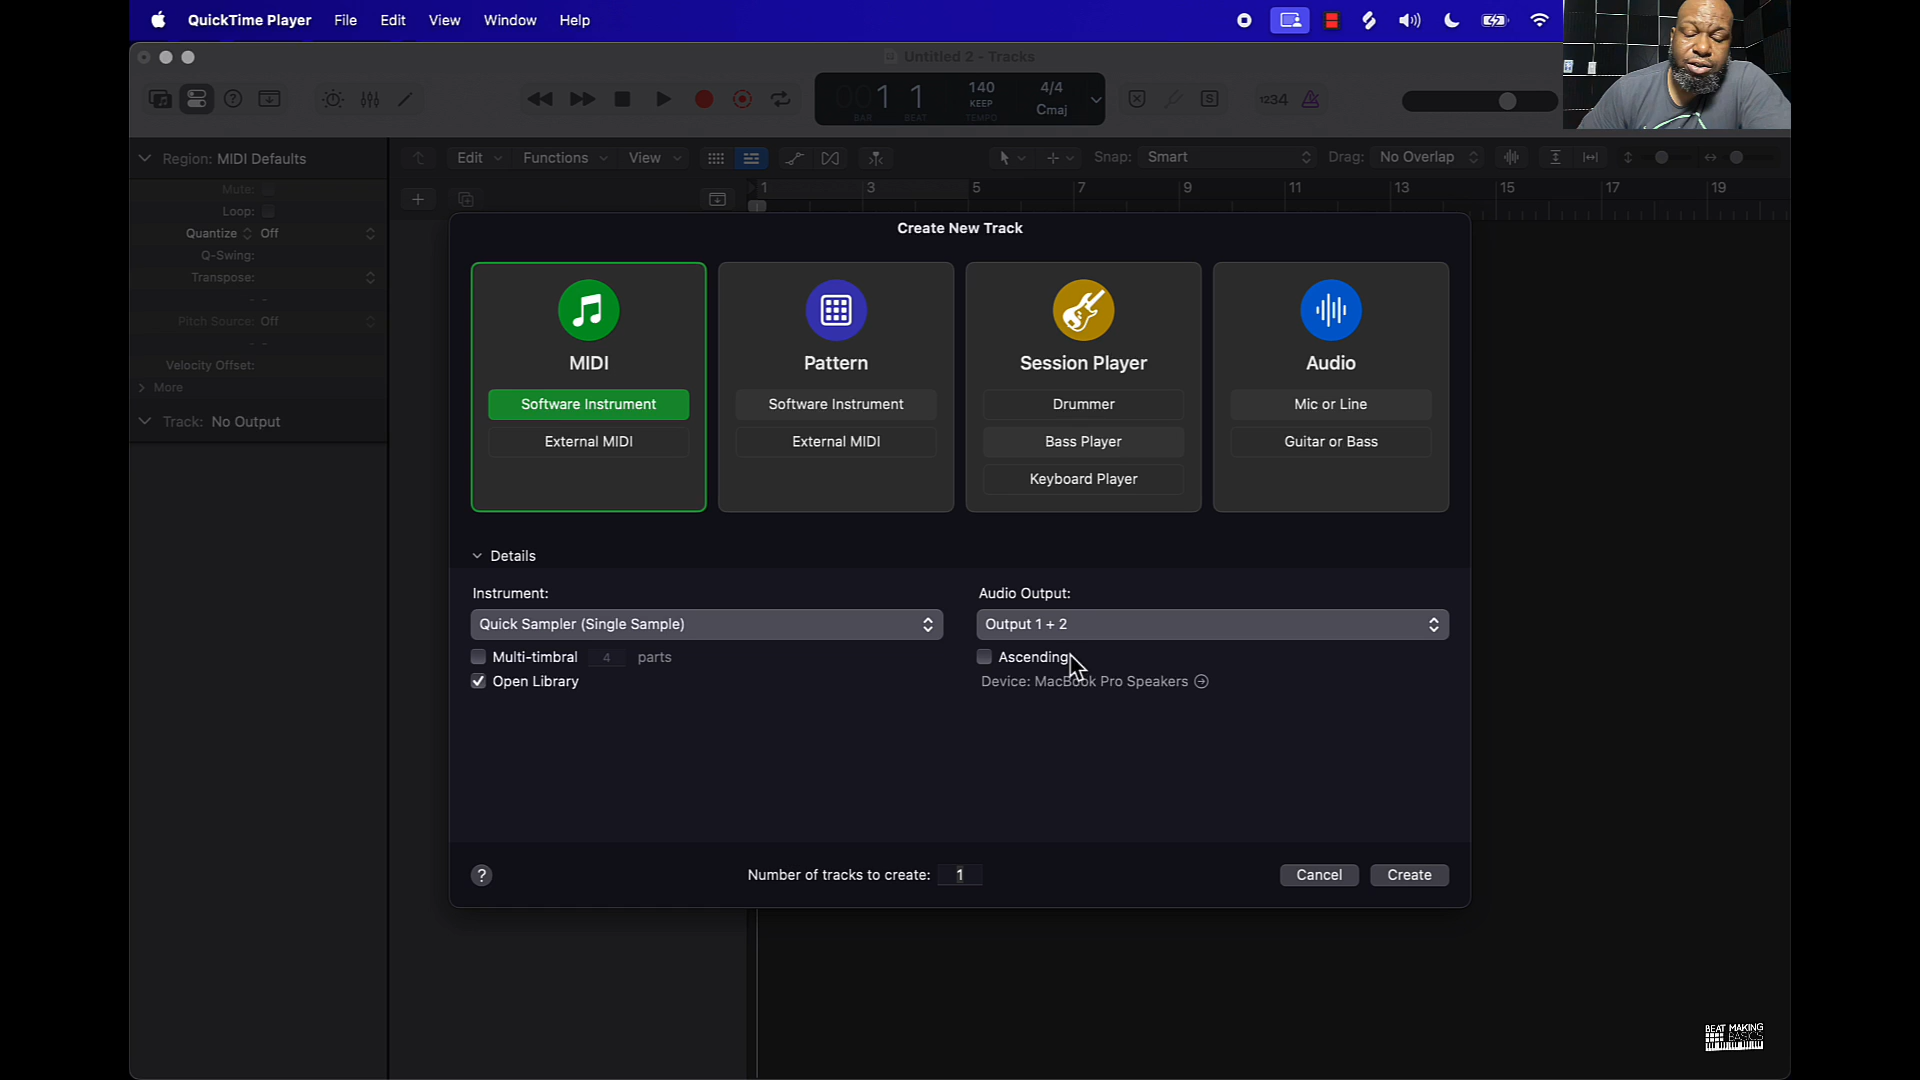 QuickTime Player File Edit View Window Help
Untitled 2 - Tracks
001 1 140 4/4
KEEP Cmaj
BAR BEAT TEMPO
S 1234
Region: MIDI Defaults
Edit Functions View
Snap: Smart Drag: No Overlap
1 3 5 7 9 11 13 15 17 19
Mute:
Loop:
Quantize Off
Q-Swing:
Transpose:
Pitch Source: Off
Velocity Offset:
More
Track: No Output
Create New Track
MIDI
Software Instrument
External MIDI
Pattern
Software Instrument
External MIDI
Session Player
Drummer
Bass Player
Keyboard Player
Audio
Mic or Line
Guitar or Bass
Details
Instrument:
Quick Sampler (Single Sample)
Multi-timbral 4 parts
Open Library
Audio Output:
Output 1 + 2
Ascending
Device: MacBook Pro Speakers
? Number of tracks to create: 1 Cancel Create
BEAT MAKING
BASICS